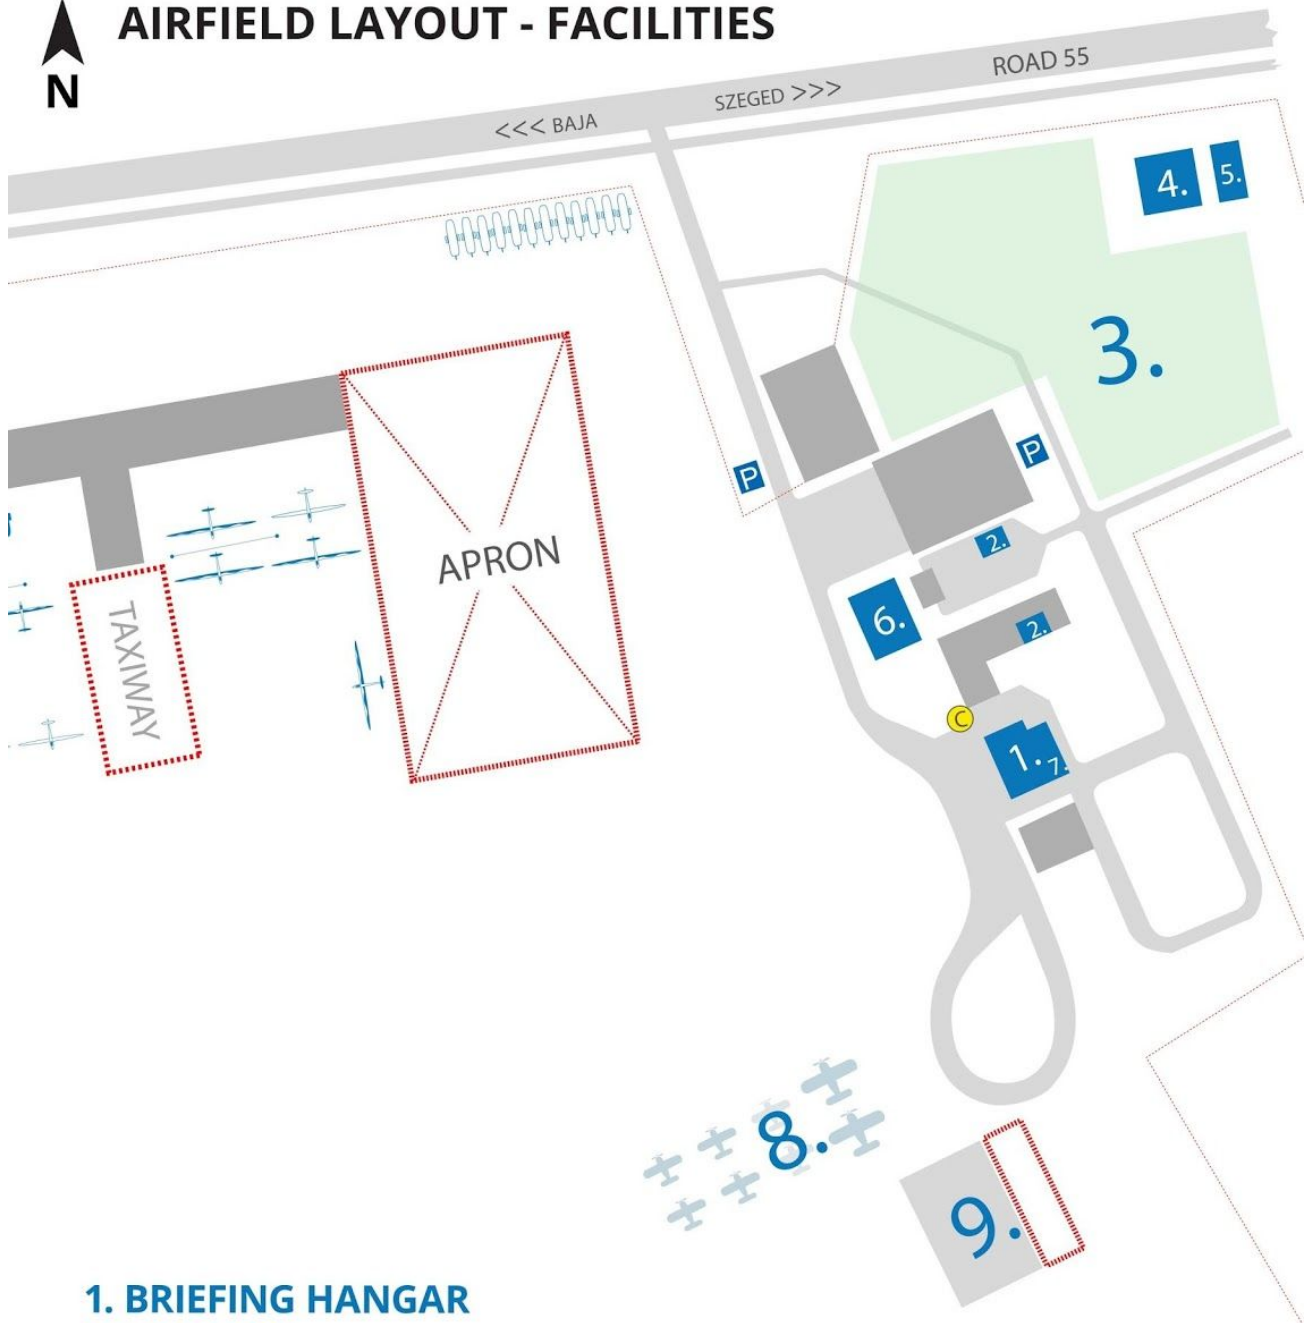 AIRFIELD LAYOUT - FACILITIES
N
ROAD 55
SZEGED >>>
<<< BAJA
4.
5.
3.
P
P
APRON
2.
TAXIWAY
6.
2.
C
1.
7.
8.
9.
1. BRIEFING HANGAR